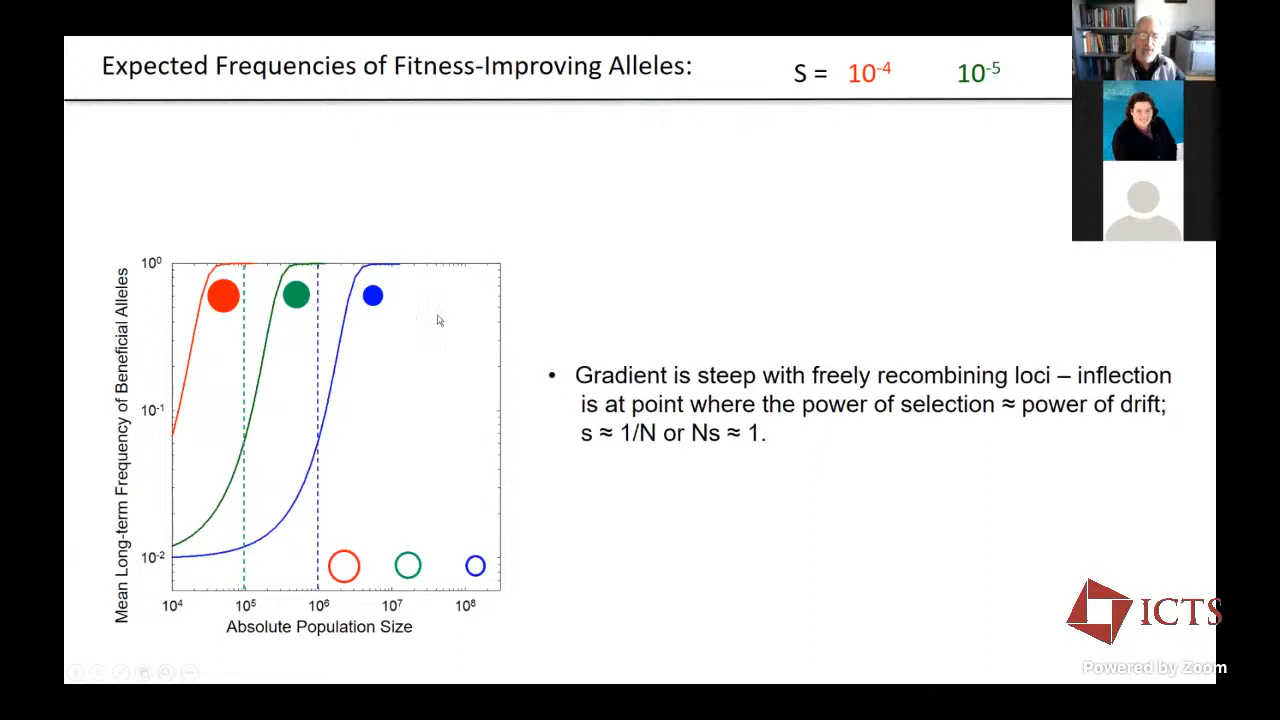 Expected Frequencies of Fitness-Improving Alleles:
S = 10⁻⁴ 10⁻⁵
Mean Long-term Frequency of Beneficial Alleles
10⁰
10⁻¹
10⁻²
10⁴ 10⁵ 10⁶ 10⁷ 10⁸
Absolute Population Size
• Gradient is steep with freely recombining loci – inflection
is at point where the power of selection ≈ power of drift;
s ≈ 1/N or Ns ≈ 1.
ICTS
Powered by Zoom